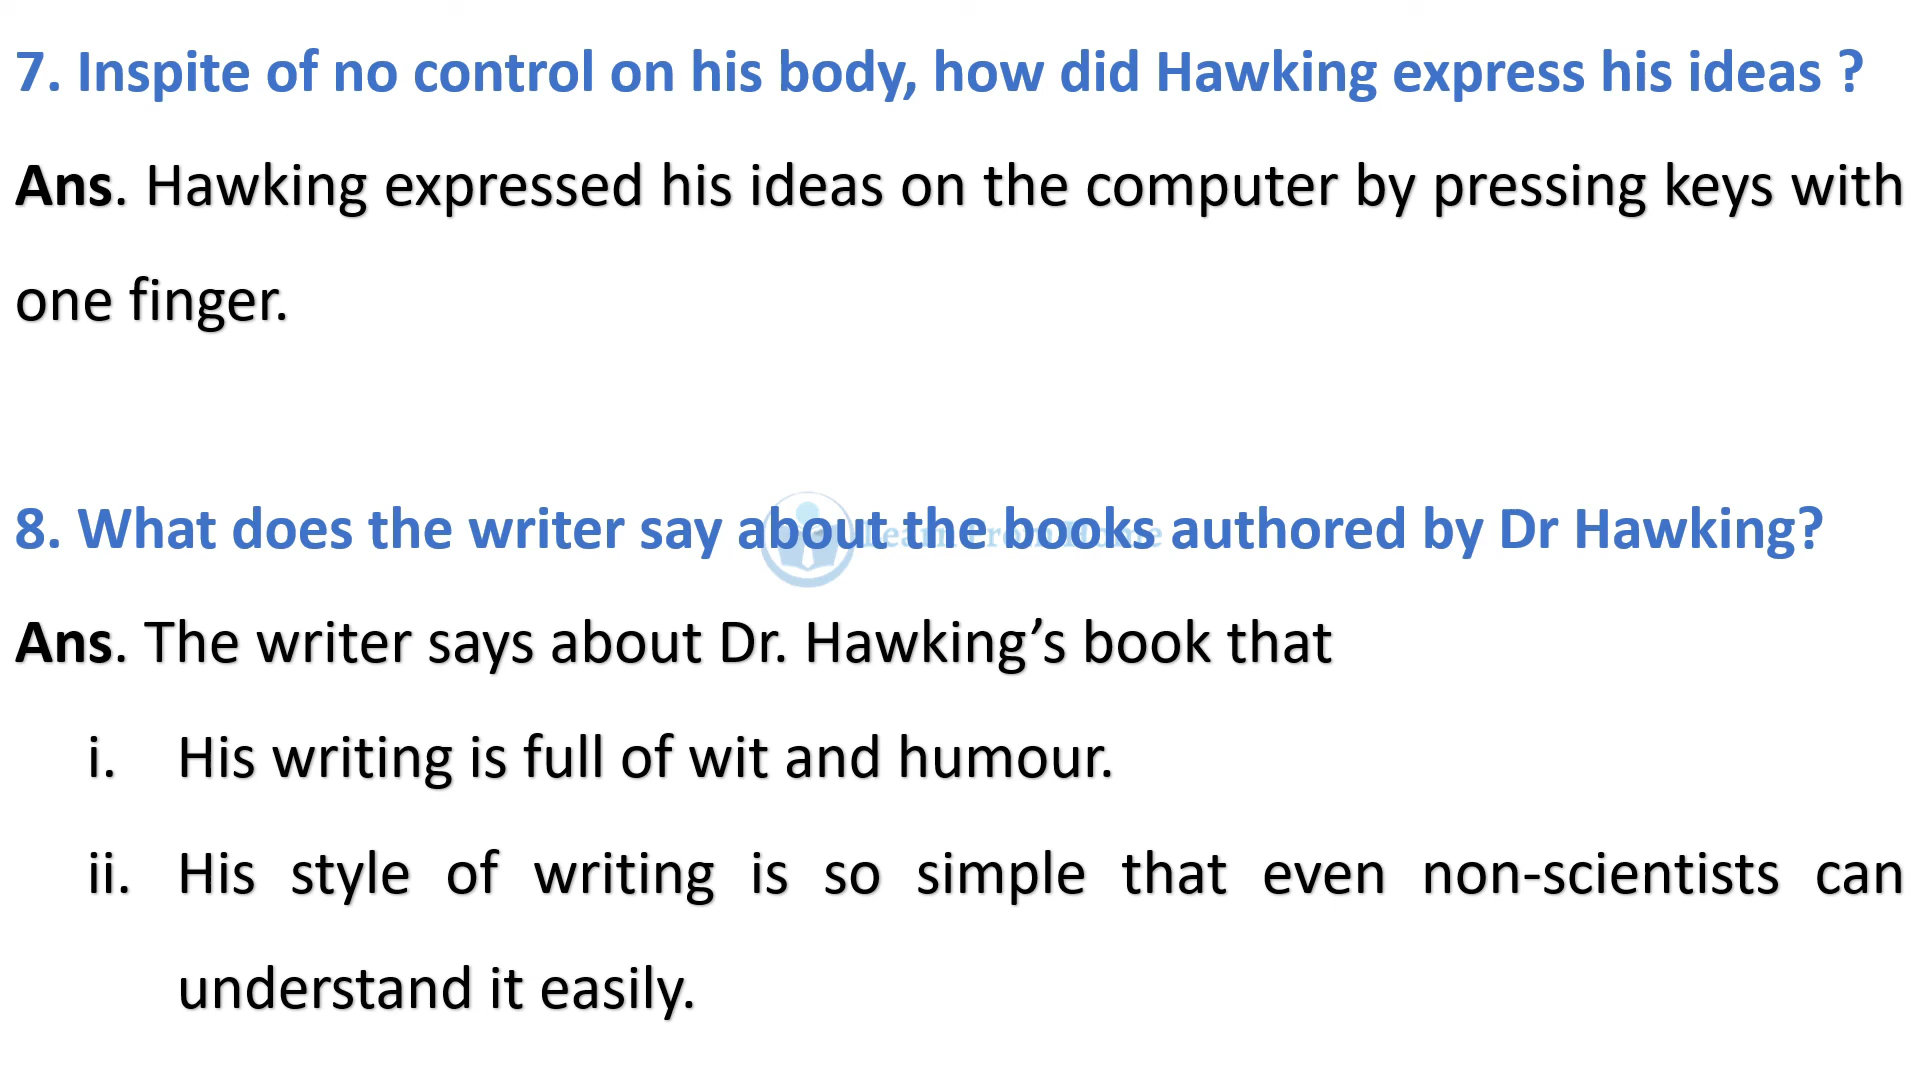 7. Inspite of no control on his body, how did Hawking express his ideas ?
Ans. Hawking expressed his ideas on the computer by pressing keys with
one finger.
8. What does the writer say about the books authored by Dr Hawking?
Learn From Home
Ans. The writer says about Dr. Hawking’s book that
i. His writing is full of wit and humour.
ii. His style of writing is so simple that even non-scientists can
understand it easily.